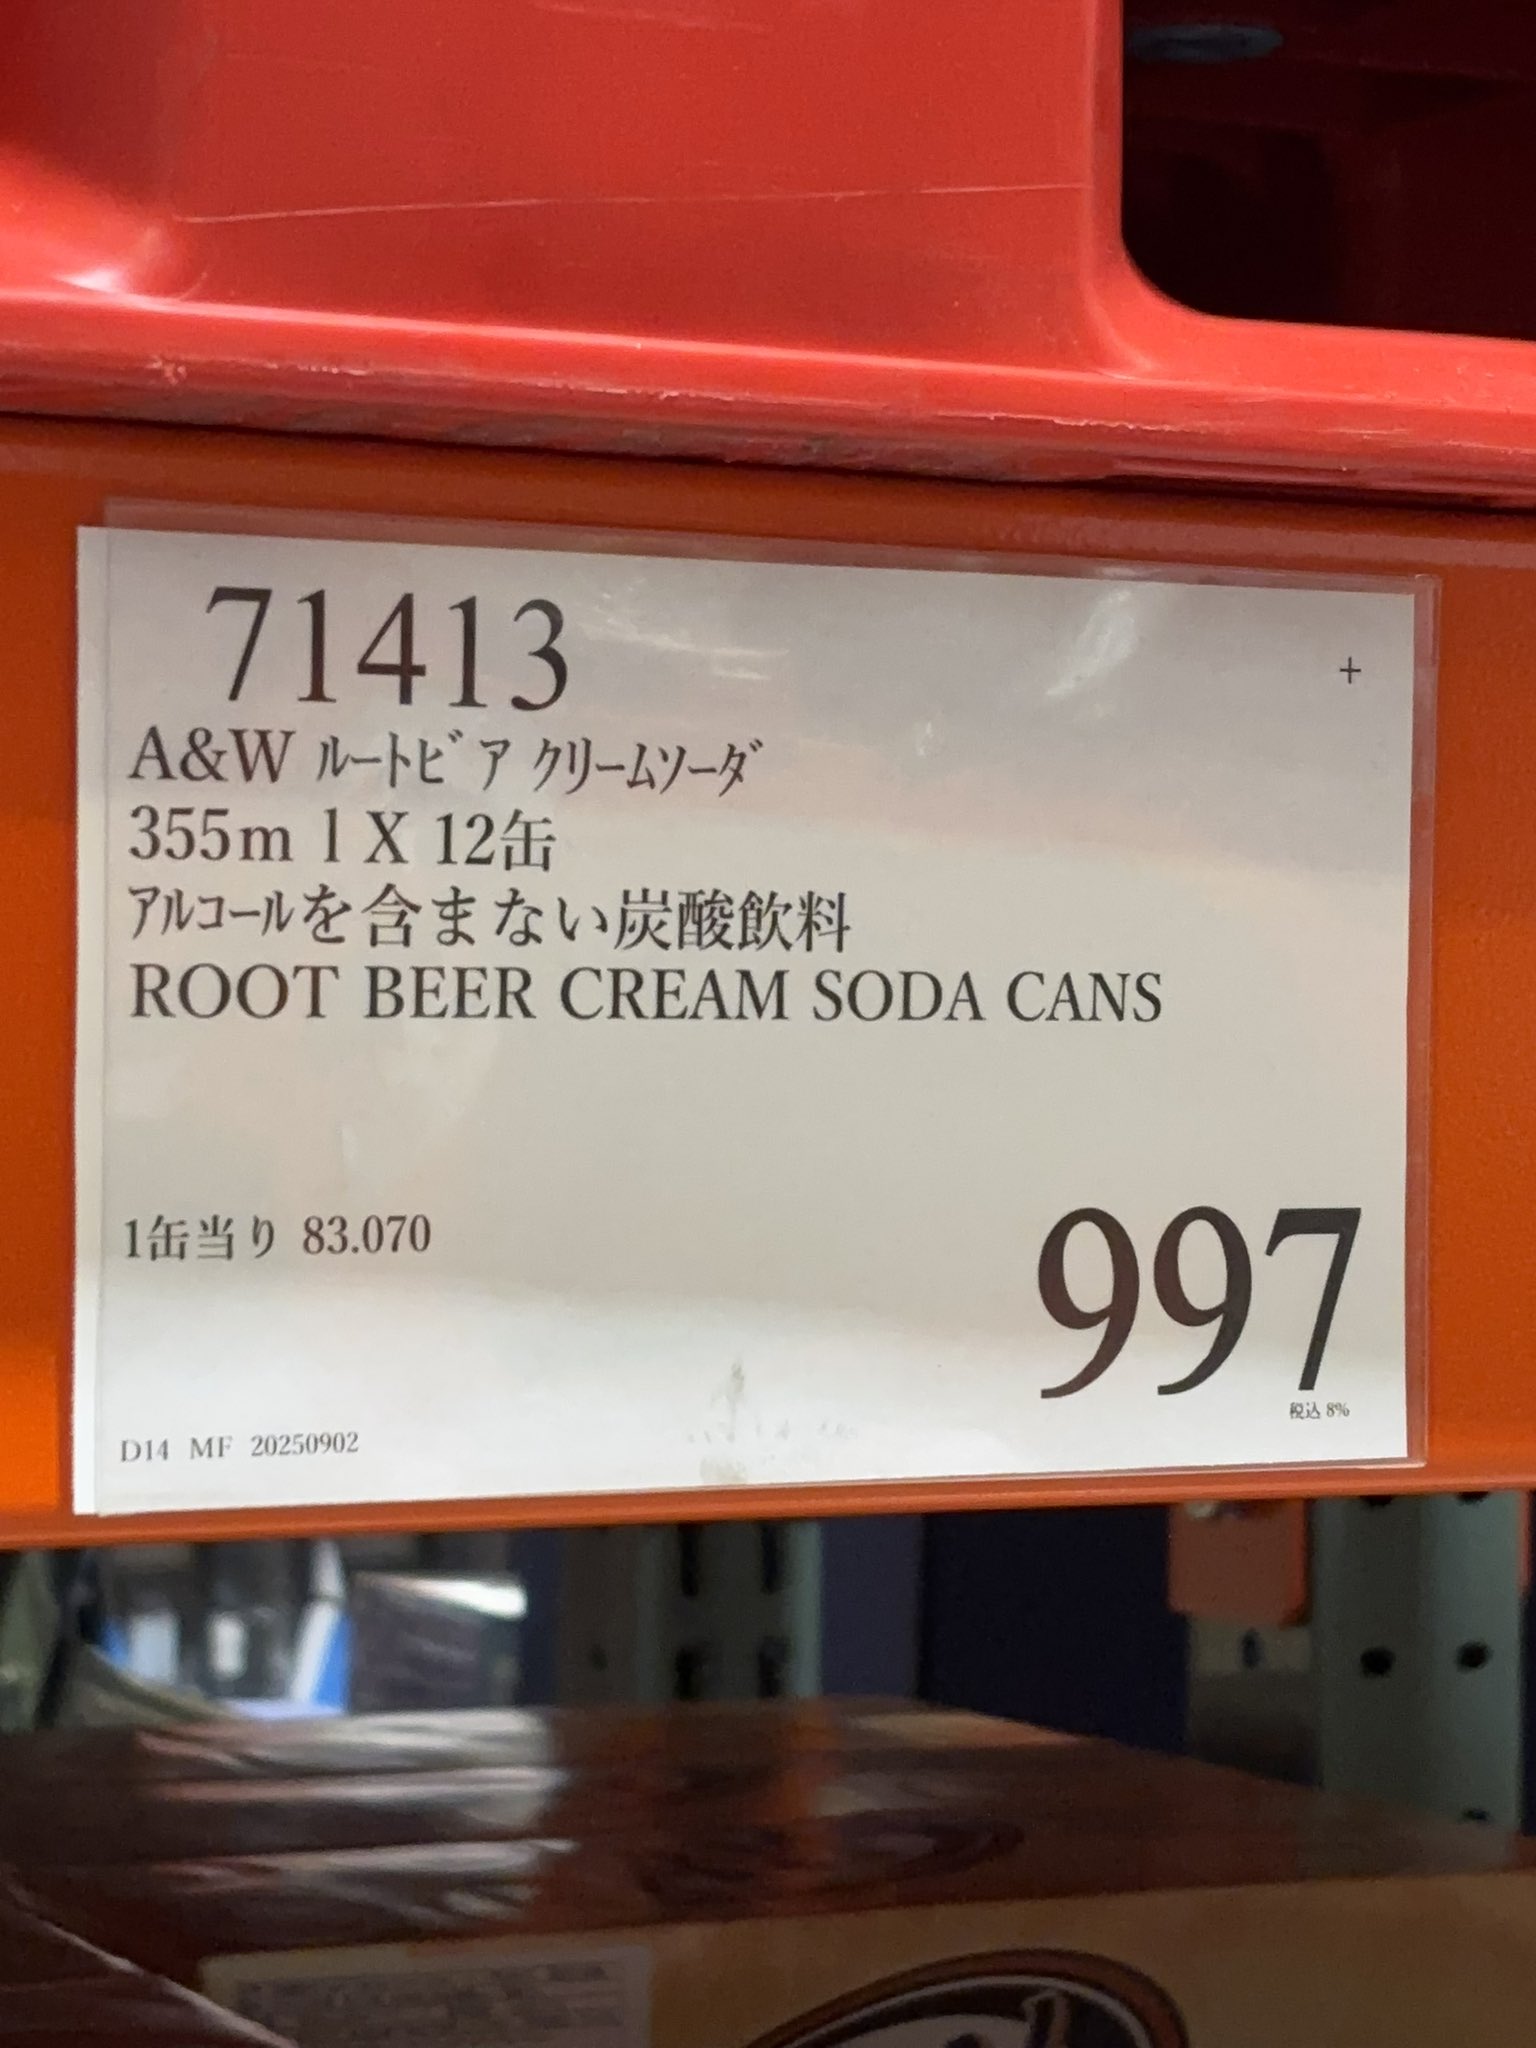 71413
+
A&W ﾙｰﾄﾋﾞｱ ｸﾘｰﾑｿｰﾀﾞ
355ｍｌX 12缶
ｱﾙｺｰﾙを含まない炭酸飲料
ROOT BEER CREAM SODA CANS
1缶当り 83.070
997
税込 8%
D14 MF 20250902